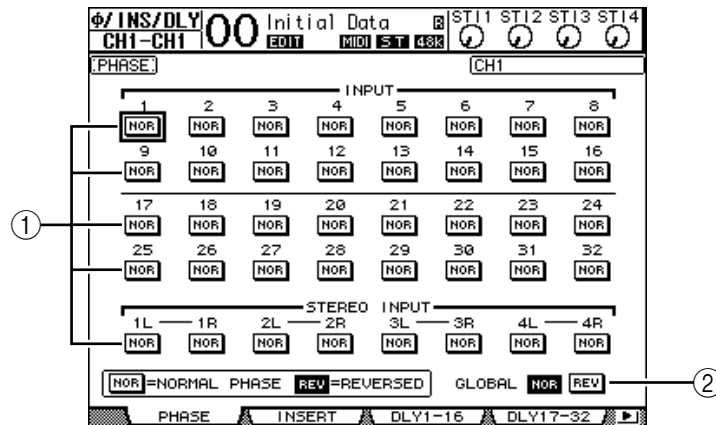 Φ/INS/DLY 00 Initial Data R ST11 ST12 ST13 ST14
CH1-CH1 EDIT MIDI ST 48K
PHASE CH1
INPUT
1 2 3 4 5 6 7 8
NOR NOR NOR NOR NOR NOR NOR NOR
9 10 11 12 13 14 15 16
NOR NOR NOR NOR NOR NOR NOR NOR
17 18 19 20 21 22 23 24
1 NOR NOR NOR NOR NOR NOR NOR NOR
25 26 27 28 29 30 31 32
NOR NOR NOR NOR NOR NOR NOR NOR
STEREO INPUT
1L 1R 2L 2R 3L 3R 4L 4R
NOR NOR NOR NOR NOR NOR NOR NOR
NOR=NORMAL PHASE REV=REVERSED GLOBAL NOR REV 2
PHASE INSERT DLY1-16 DLY17-32